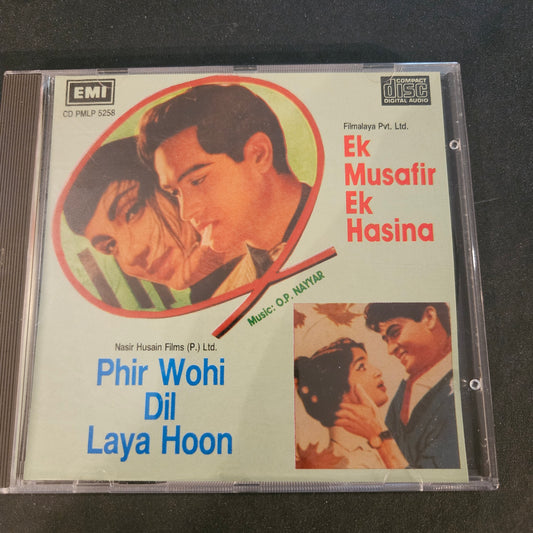 EMI
CD PMLP 5258
COMPACT
disc
DIGITAL AUDIO
Filmalaya Pvt. Ltd.
Ek
Musafir
Ek
Hasina
Music: O.P. NAYYAR
Nasir Husain Films (P.) Ltd.
Phir Wohi
Dil
Laya Hoon